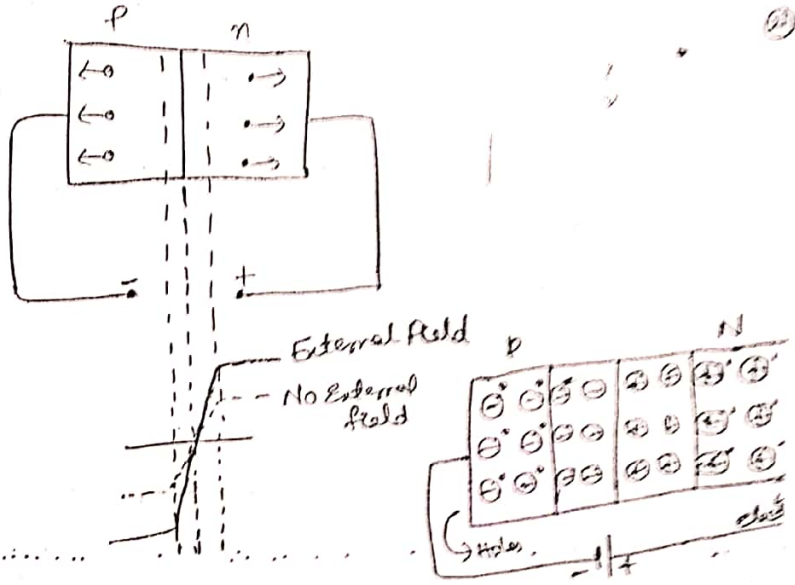 P n
- +
External field
No External
field
P N
Holes.
- +